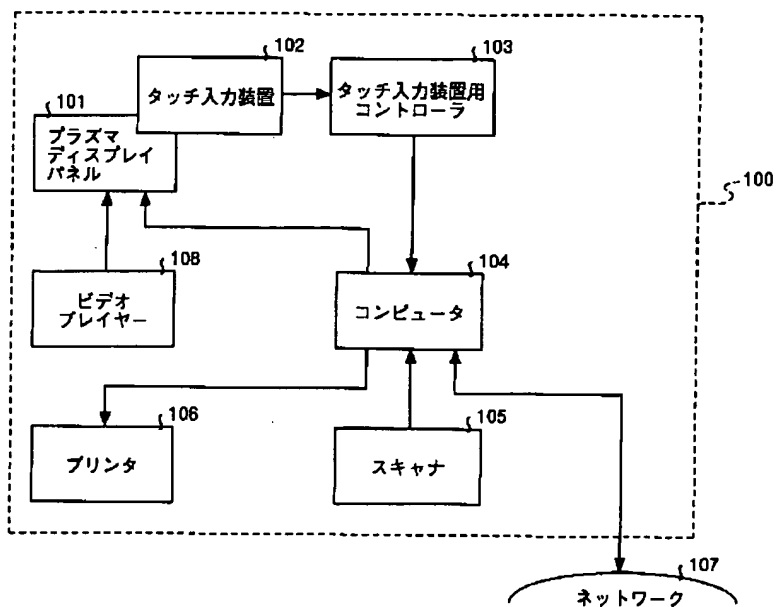 102
103
タッチ入力装置
タッチ入力装置用
コントローラ
101
プラズマ
ディスプレイ
パネル
100
108
104
ビデオ
プレイヤー
コンピュータ
106
105
プリンタ
スキャナ
107
ネットワーク